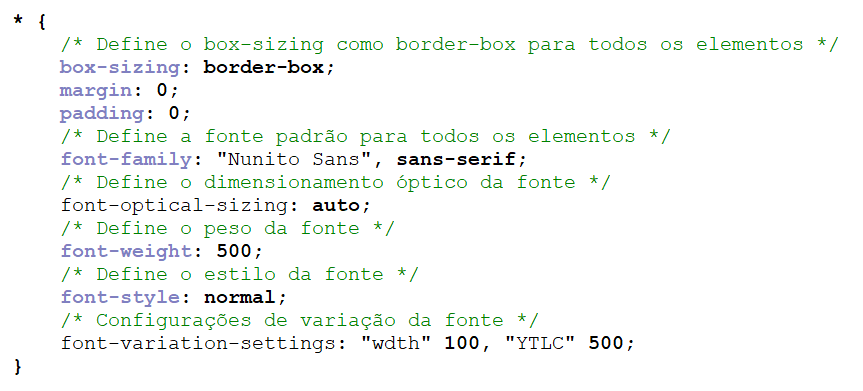 * {
/* Define o box-sizing como border-box para todos os elementos */
box-sizing: border-box;
margin: 0;
padding: 0;
/* Define a fonte padrão para todos os elementos */
font-family: "Nunito Sans", sans-serif;
/* Define o dimensionamento óptico da fonte */
font-optical-sizing: auto;
/* Define o peso da fonte */
font-weight: 500;
/* Define o estilo da fonte */
font-style: normal;
/* Configurações de variação da fonte */
font-variation-settings: "wdth" 100, "YTLC" 500;
}